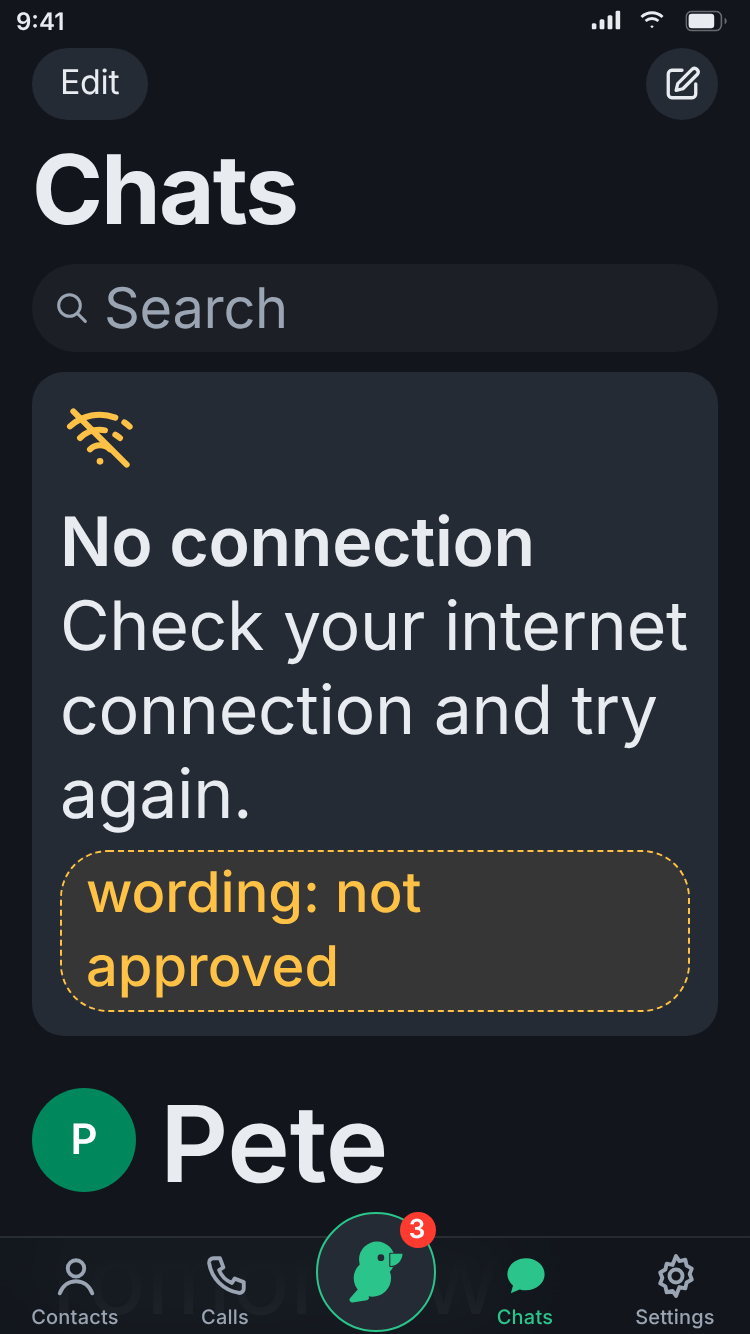 9:41
Edit
Chats
Search
No connection
Check your internet
connection and try
again.
wording: not
approved
P
Pete
3
Contacts
Calls
Chats
Settings